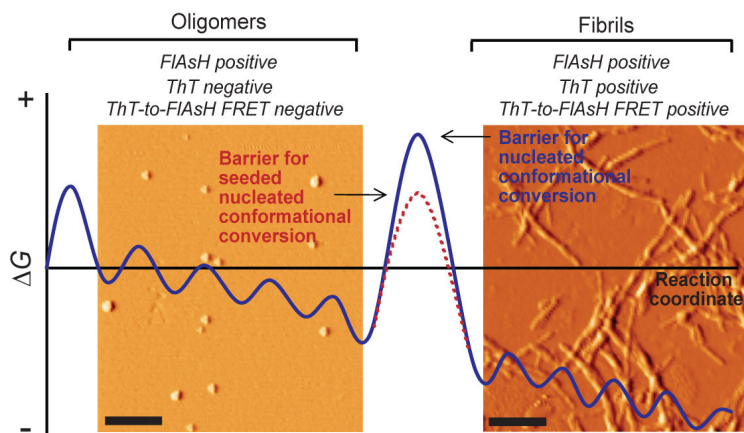 Oligomers
Fibrils
FlAsH positive
ThT negative
ThT-to-FlAsH FRET negative
FlAsH positive
ThT positive
ThT-to-FlAsH FRET positive
+
Barrier for
seeded
nucleated
conformational
conversion
Barrier for
nucleated
conformational
conversion
ΔG
Reaction
coordinate
-